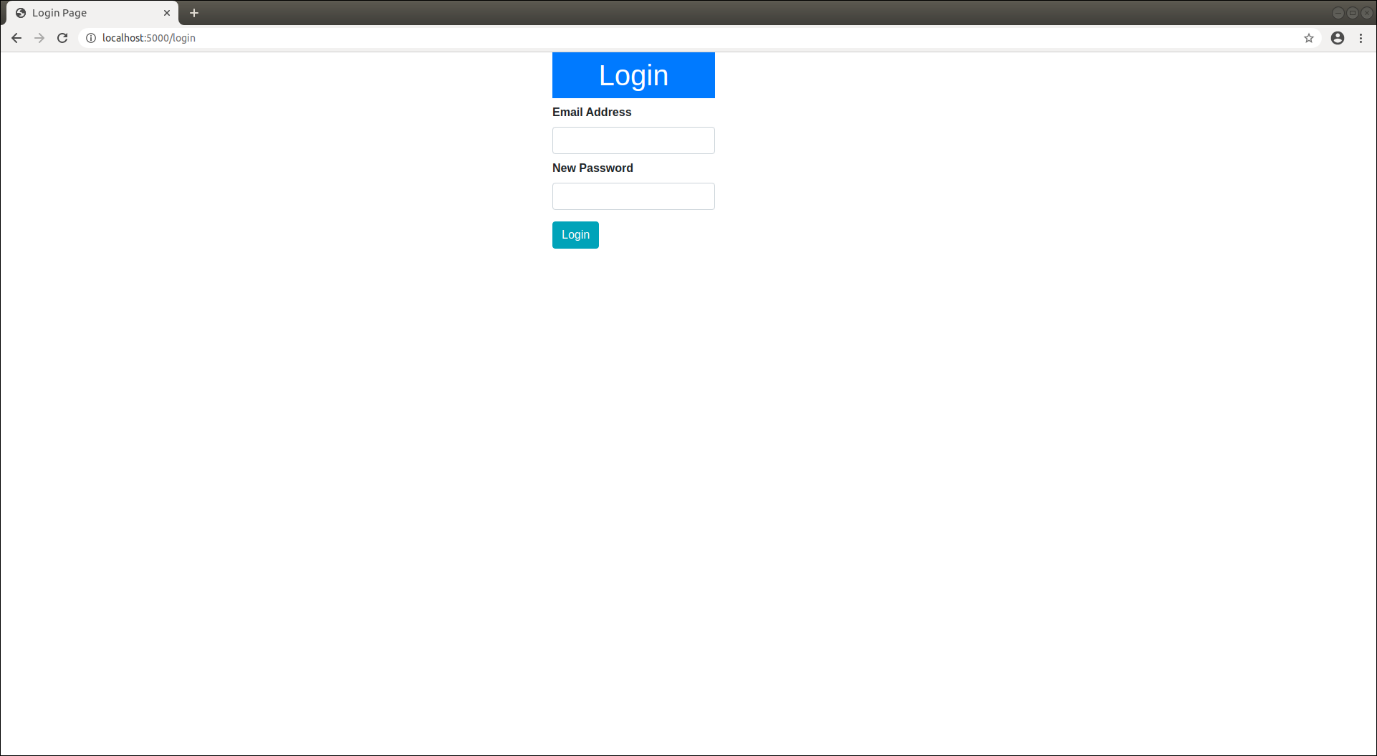 Login Page
localhost:5000/login
Login
Email Address
New Password
Login